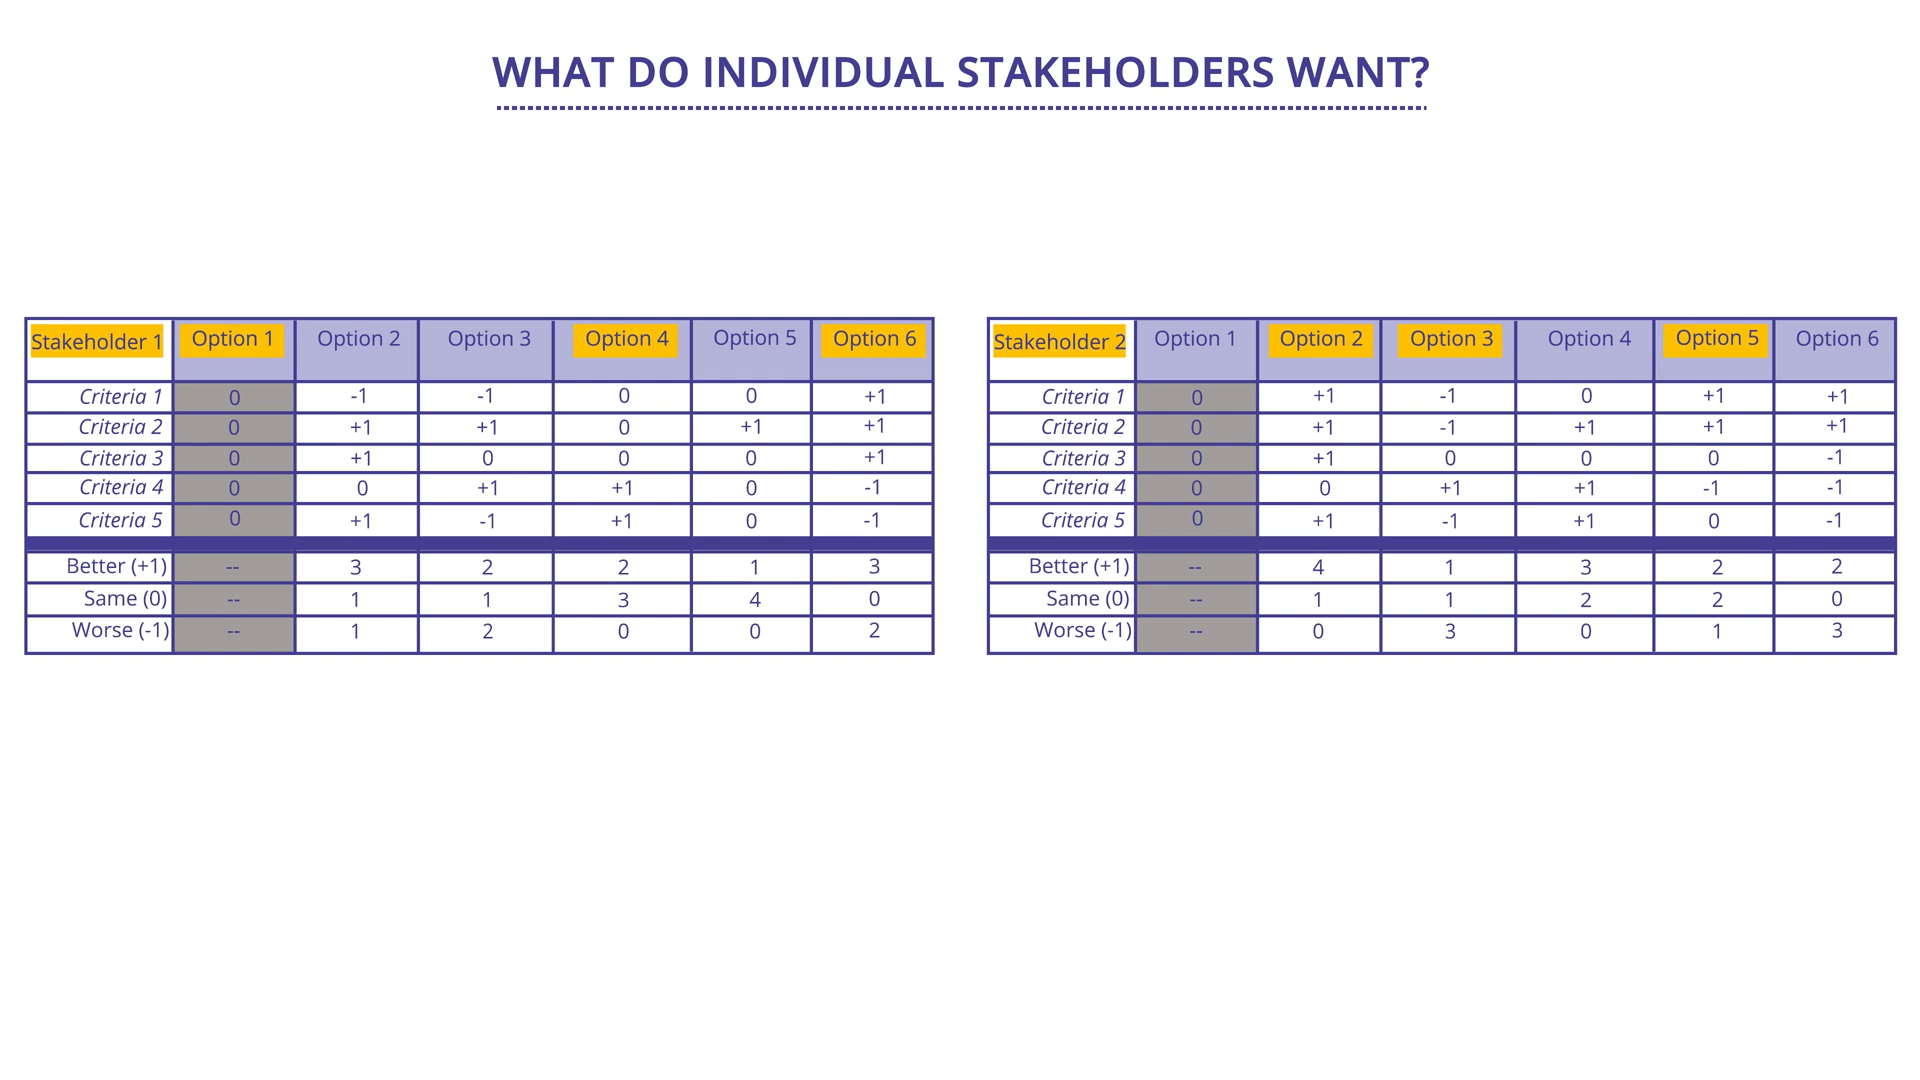 WHAT DO INDIVIDUAL STAKEHOLDERS WANT?
Stakeholder 1 Option 1 Option 2 Option 3 Option 4 Option 5 Option 6
Criteria 1 0 -1 -1 0 0 +1
Criteria 2 0 +1 +1 0 +1 +1
Criteria 3 0 +1 0 0 0 +1
Criteria 4 0 0 +1 +1 0 -1
Criteria 5 0 +1 -1 +1 0 -1
Better (+1) -- 3 2 2 1 3
Same (0) -- 1 1 3 4 0
Worse (-1) -- 1 2 0 0 2
Stakeholder 2 Option 1 Option 2 Option 3 Option 4 Option 5 Option 6
Criteria 1 0 +1 -1 0 +1 +1
Criteria 2 0 +1 -1 +1 +1 +1
Criteria 3 0 +1 0 0 0 -1
Criteria 4 0 0 +1 +1 -1 -1
Criteria 5 0 +1 -1 +1 0 -1
Better (+1) -- 4 1 3 2 2
Same (0) -- 1 1 2 2 0
Worse (-1) -- 0 3 0 1 3